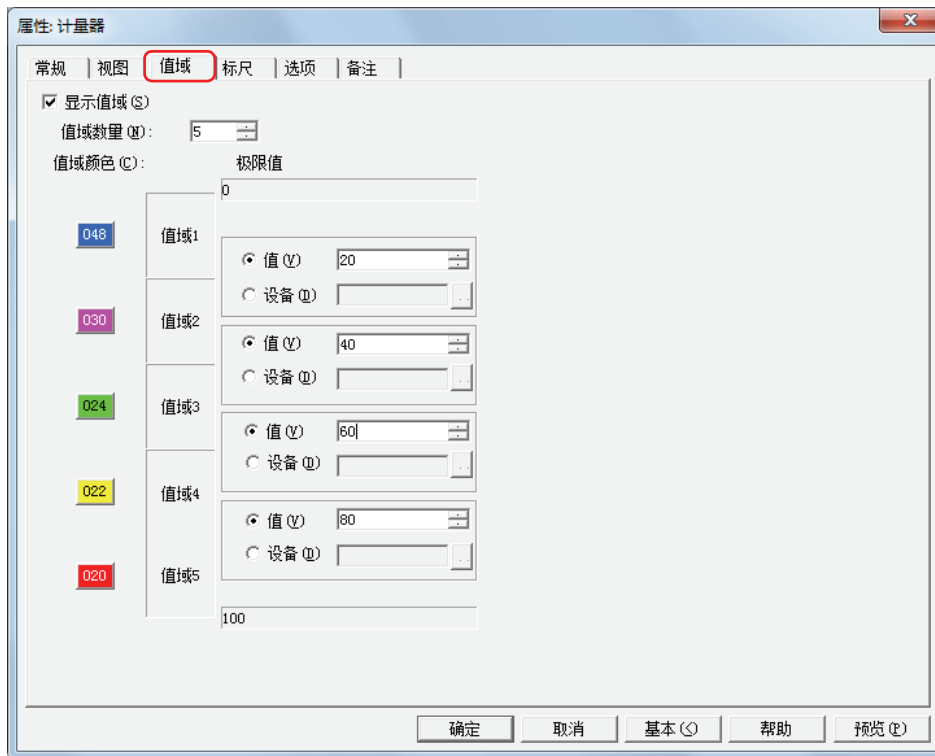 属性: 计量器
常规 视图 值域 标尺 选项 备注
显示值域(S)
值域数量(N): 5
值域颜色(C): 极限值
0
048 值域1
值(V) 20
设备(D) ..
030 值域2
值(V) 40
设备(D) ..
024 值域3
值(V) 60
设备(D) ..
022 值域4
值(V) 80
设备(D) ..
020 值域5
100
确定 取消 基本(<) 帮助 预览(P)